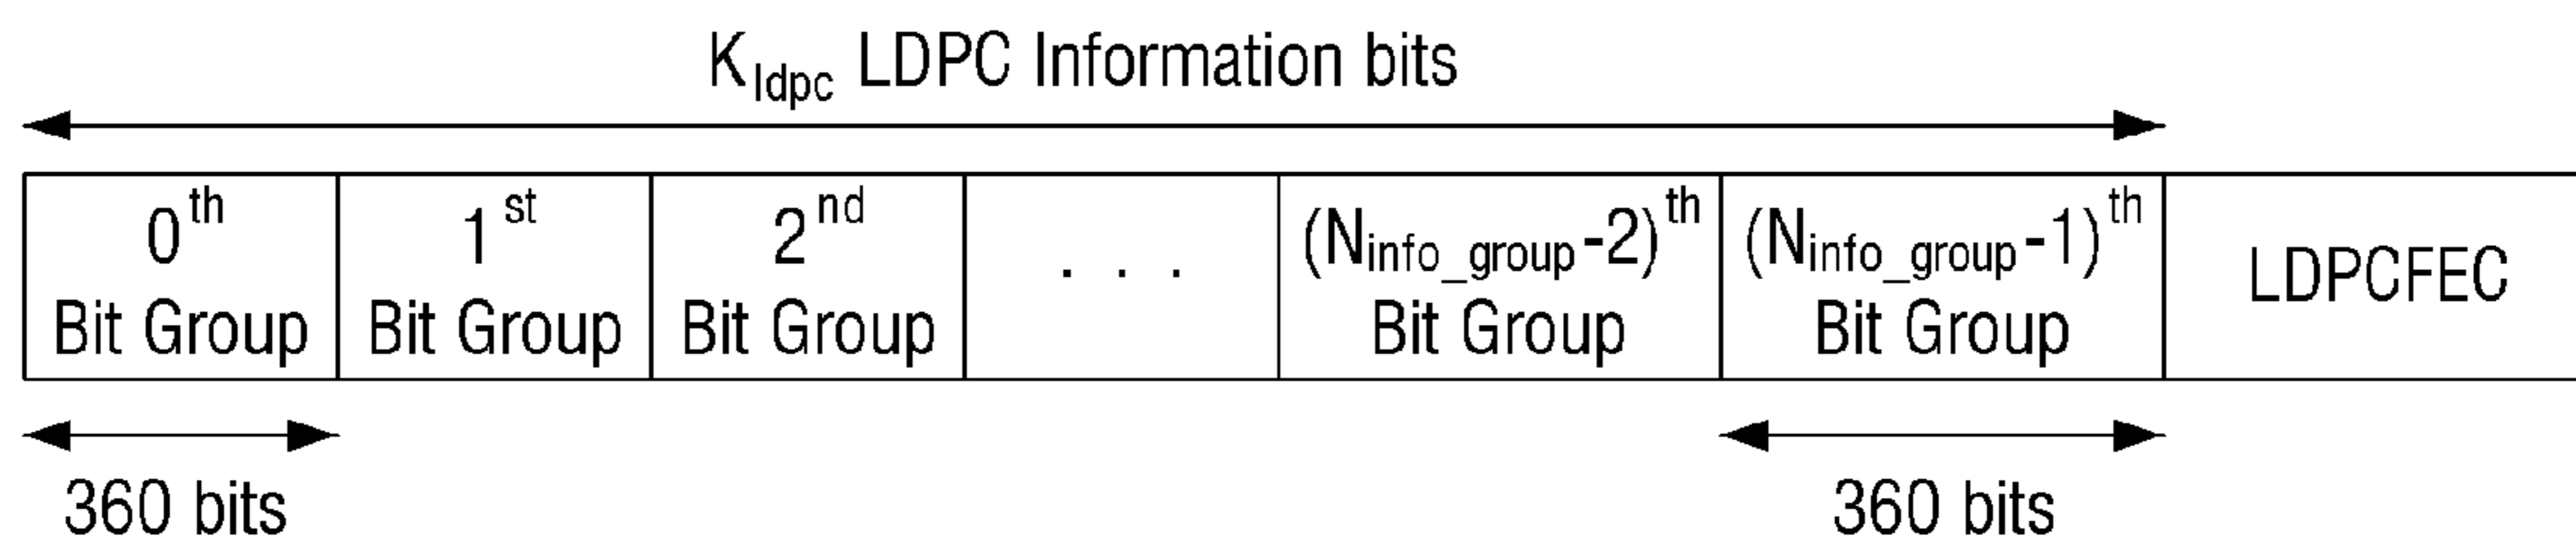 K_ldpc LDPC Information bits
0^th Bit Group
1^st Bit Group
2^nd Bit Group
. . .
(N_info_group-2)^th Bit Group
(N_info_group-1)^th Bit Group
LDPCFEC
360 bits
360 bits